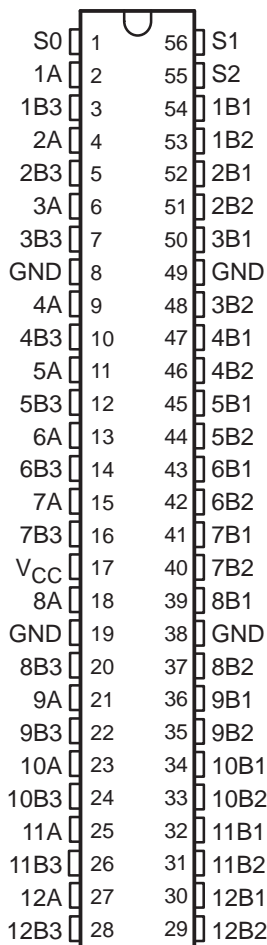 S0 1 56 S1
1A 2 55 S2
1B3 3 54 1B1
2A 4 53 1B2
2B3 5 52 2B1
3A 6 51 2B2
3B3 7 50 3B1
GND 8 49 GND
4A 9 48 3B2
4B3 10 47 4B1
5A 11 46 4B2
5B3 12 45 5B1
6A 13 44 5B2
6B3 14 43 6B1
7A 15 42 6B2
7B3 16 41 7B1
VCC 17 40 7B2
8A 18 39 8B1
GND 19 38 GND
8B3 20 37 8B2
9A 21 36 9B1
9B3 22 35 9B2
10A 23 34 10B1
10B3 24 33 10B2
11A 25 32 11B1
11B3 26 31 11B2
12A 27 30 12B1
12B3 28 29 12B2